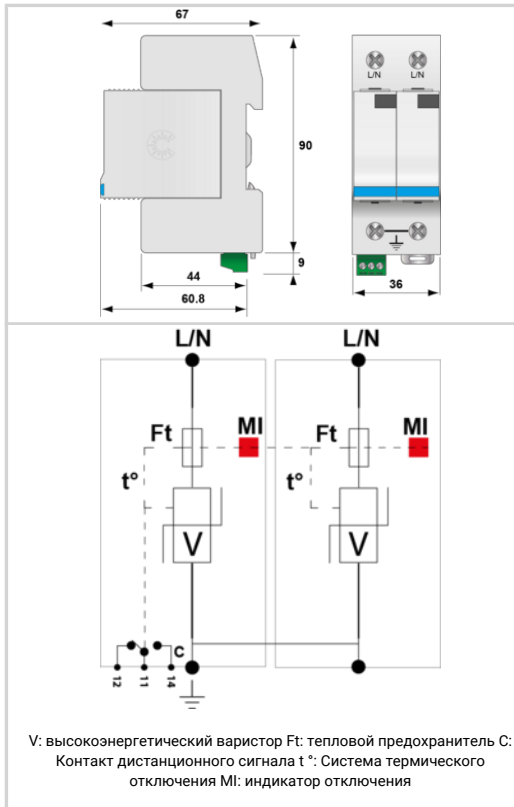 67
L/N L/N
90
9
44
60.8
36
L/N L/N
Ft MI Ft MI
t° t°
V V
C
12 11 14
V: высокоэнергетический варистор Ft: тепловой предохранитель C:
Контакт дистанционного сигнала t °: Система термического
отключения MI: индикатор отключения